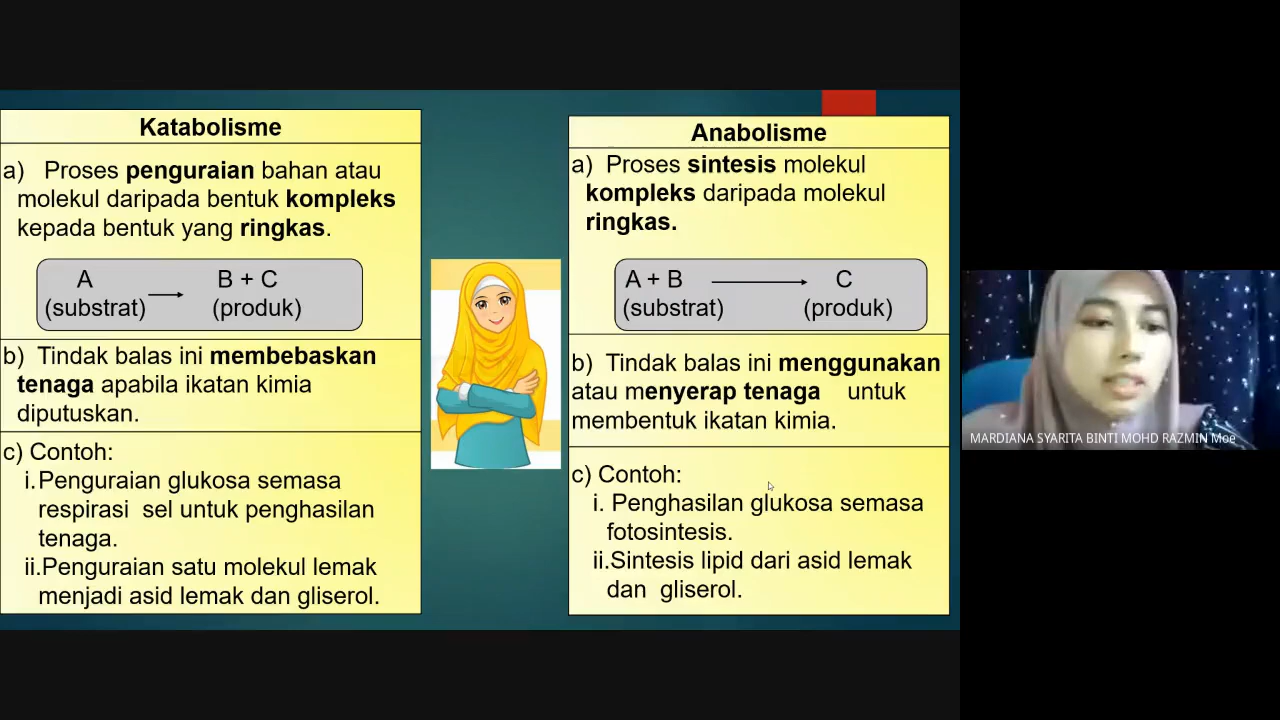 Katabolisme
a) Proses penguraian bahan atau
molekul daripada bentuk kompleks
kepada bentuk yang ringkas.
A B + C
(substrat) (produk)
b) Tindak balas ini membebaskan
tenaga apabila ikatan kimia
diputuskan.
c) Contoh:
i.Penguraian glukosa semasa
respirasi sel untuk penghasilan
tenaga.
ii.Penguraian satu molekul lemak
menjadi asid lemak dan gliserol.
Anabolisme
a) Proses sintesis molekul
kompleks daripada molekul
ringkas.
A + B C
(substrat) (produk)
b) Tindak balas ini menggunakan
atau menyerap tenaga untuk
membentuk ikatan kimia.
c) Contoh:
i. Penghasilan glukosa semasa
fotosintesis.
ii.Sintesis lipid dari asid lemak
dan gliserol.
MARDIANA SYARITA BINTI MOHD RAZMIN Moe